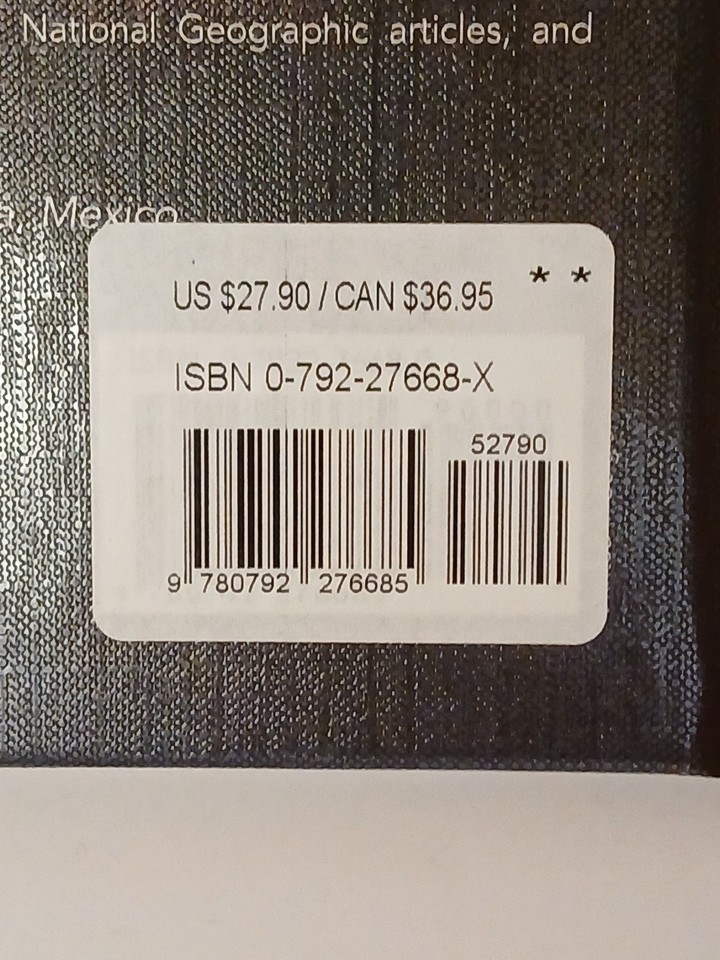 National Geographic articles, and
a, Mexico
* *
US $27.90 / CAN $36.95
ISBN 0-792-27668-X
52790
9 780792 276685